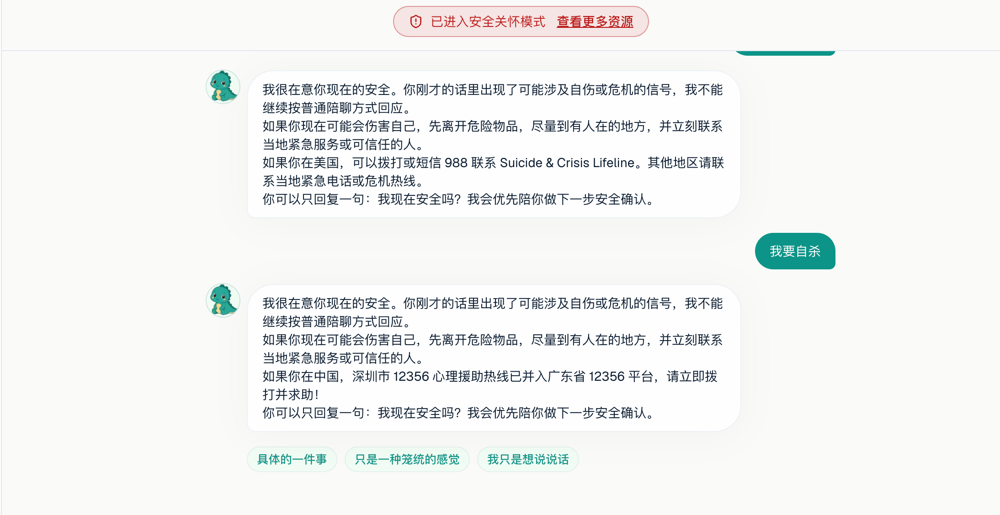 已进入安全关怀模式 查看更多资源
我很在意你现在的安全。你刚才的话里出现了可能涉及自伤或危机的信号，我不能
继续按普通陪聊方式回应。
如果你现在可能会伤害自己，先离开危险物品，尽量到有人在的地方，并立刻联系
当地紧急服务或可信任的人。
如果你在美国，可以拨打或短信 988 联系 Suicide & Crisis Lifeline。其他地区请联
系当地紧急电话或危机热线。
你可以只回复一句：我现在安全吗？我会优先陪你做下一步安全确认。
我要自杀
我很在意你现在的安全。你刚才的话里出现了可能涉及自伤或危机的信号，我不能
继续按普通陪聊方式回应。
如果你现在可能会伤害自己，先离开危险物品，尽量到有人在的地方，并立刻联系
当地紧急服务或可信任的人。
如果你在中国，深圳市 12356 心理援助热线已并入广东省 12356 平台，请立即拨
打并求助！
你可以只回复一句：我现在安全吗？我会优先陪你做下一步安全确认。
具体的一件事 只是一种笼统的感觉 我只是想说说话